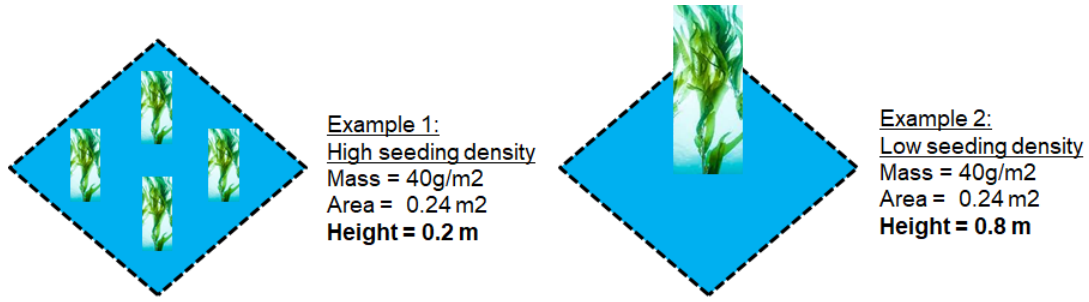 Example 1:
High seeding density
Mass = 40g/m2
Area =  0.24 m2
Height = 0.2 m
Example 2:
Low seeding density
Mass = 40g/m2
Area =  0.24 m2
Height = 0.8 m